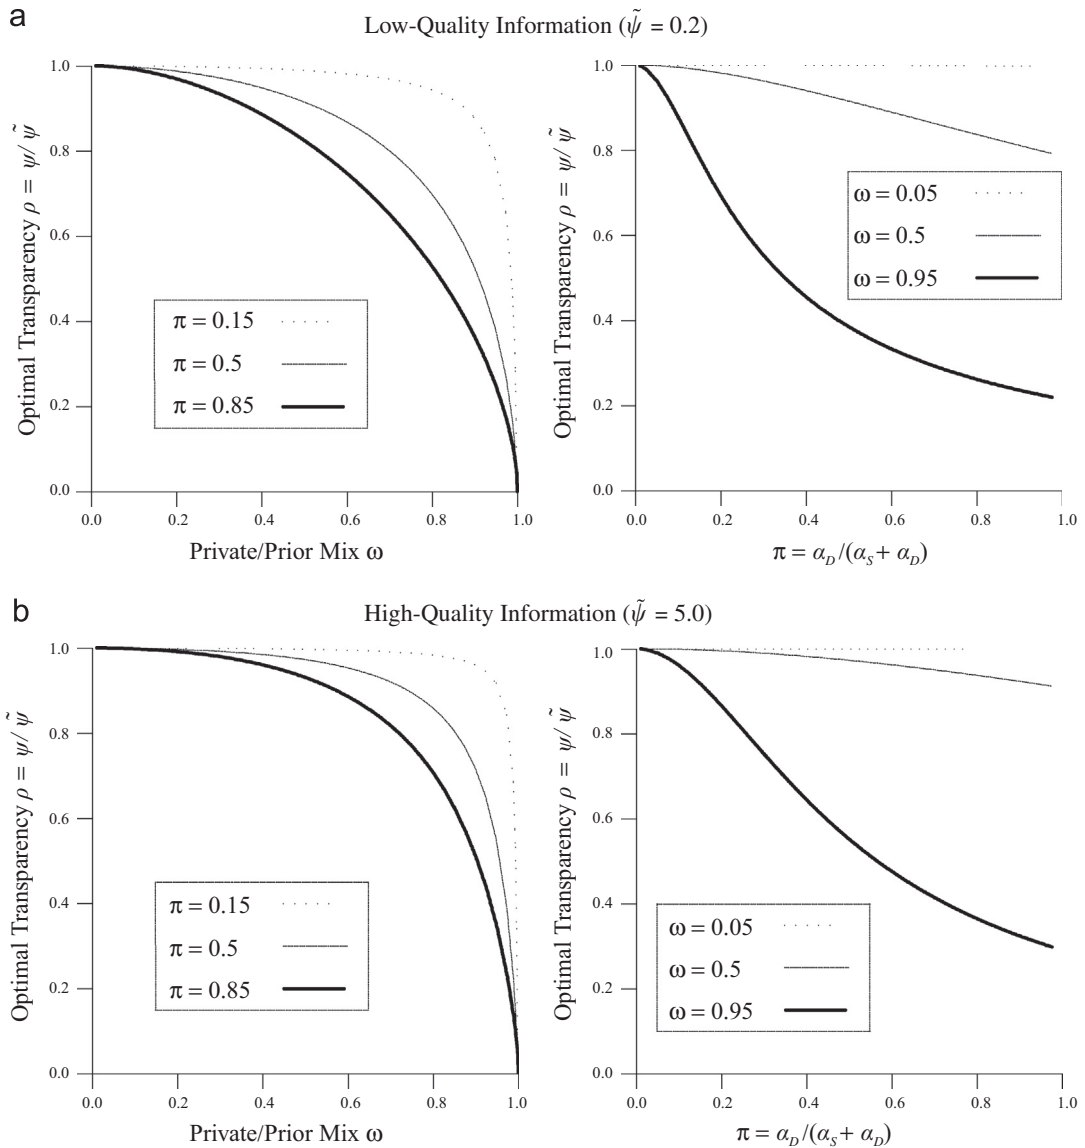 a
Low-Quality Information (ψ̃ = 0.2)
Optimal Transparency ρ = ψ/ψ̃
1.0
0.8
0.6
0.4
0.2
0.0
π = 0.15
π = 0.5
π = 0.85
0.0 0.2 0.4 0.6 0.8 1.0
Private/Prior Mix ω
Optimal Transparency ρ = ψ/ψ̃
1.0
0.8
0.6
0.4
0.2
0.0
ω = 0.05
ω = 0.5
ω = 0.95
0.0 0.2 0.4 0.6 0.8 1.0
π = α_D/(α_S + α_D)
b
High-Quality Information (ψ̃ = 5.0)
Optimal Transparency ρ = ψ/ψ̃
1.0
0.8
0.6
0.4
0.2
0.0
π = 0.15
π = 0.5
π = 0.85
0.0 0.2 0.4 0.6 0.8 1.0
Private/Prior Mix ω
Optimal Transparency ρ = ψ/ψ̃
1.0
0.8
0.6
0.4
0.2
0.0
ω = 0.05
ω = 0.5
ω = 0.95
0.0 0.2 0.4 0.6 0.8 1.0
π = α_D/(α_S + α_D)